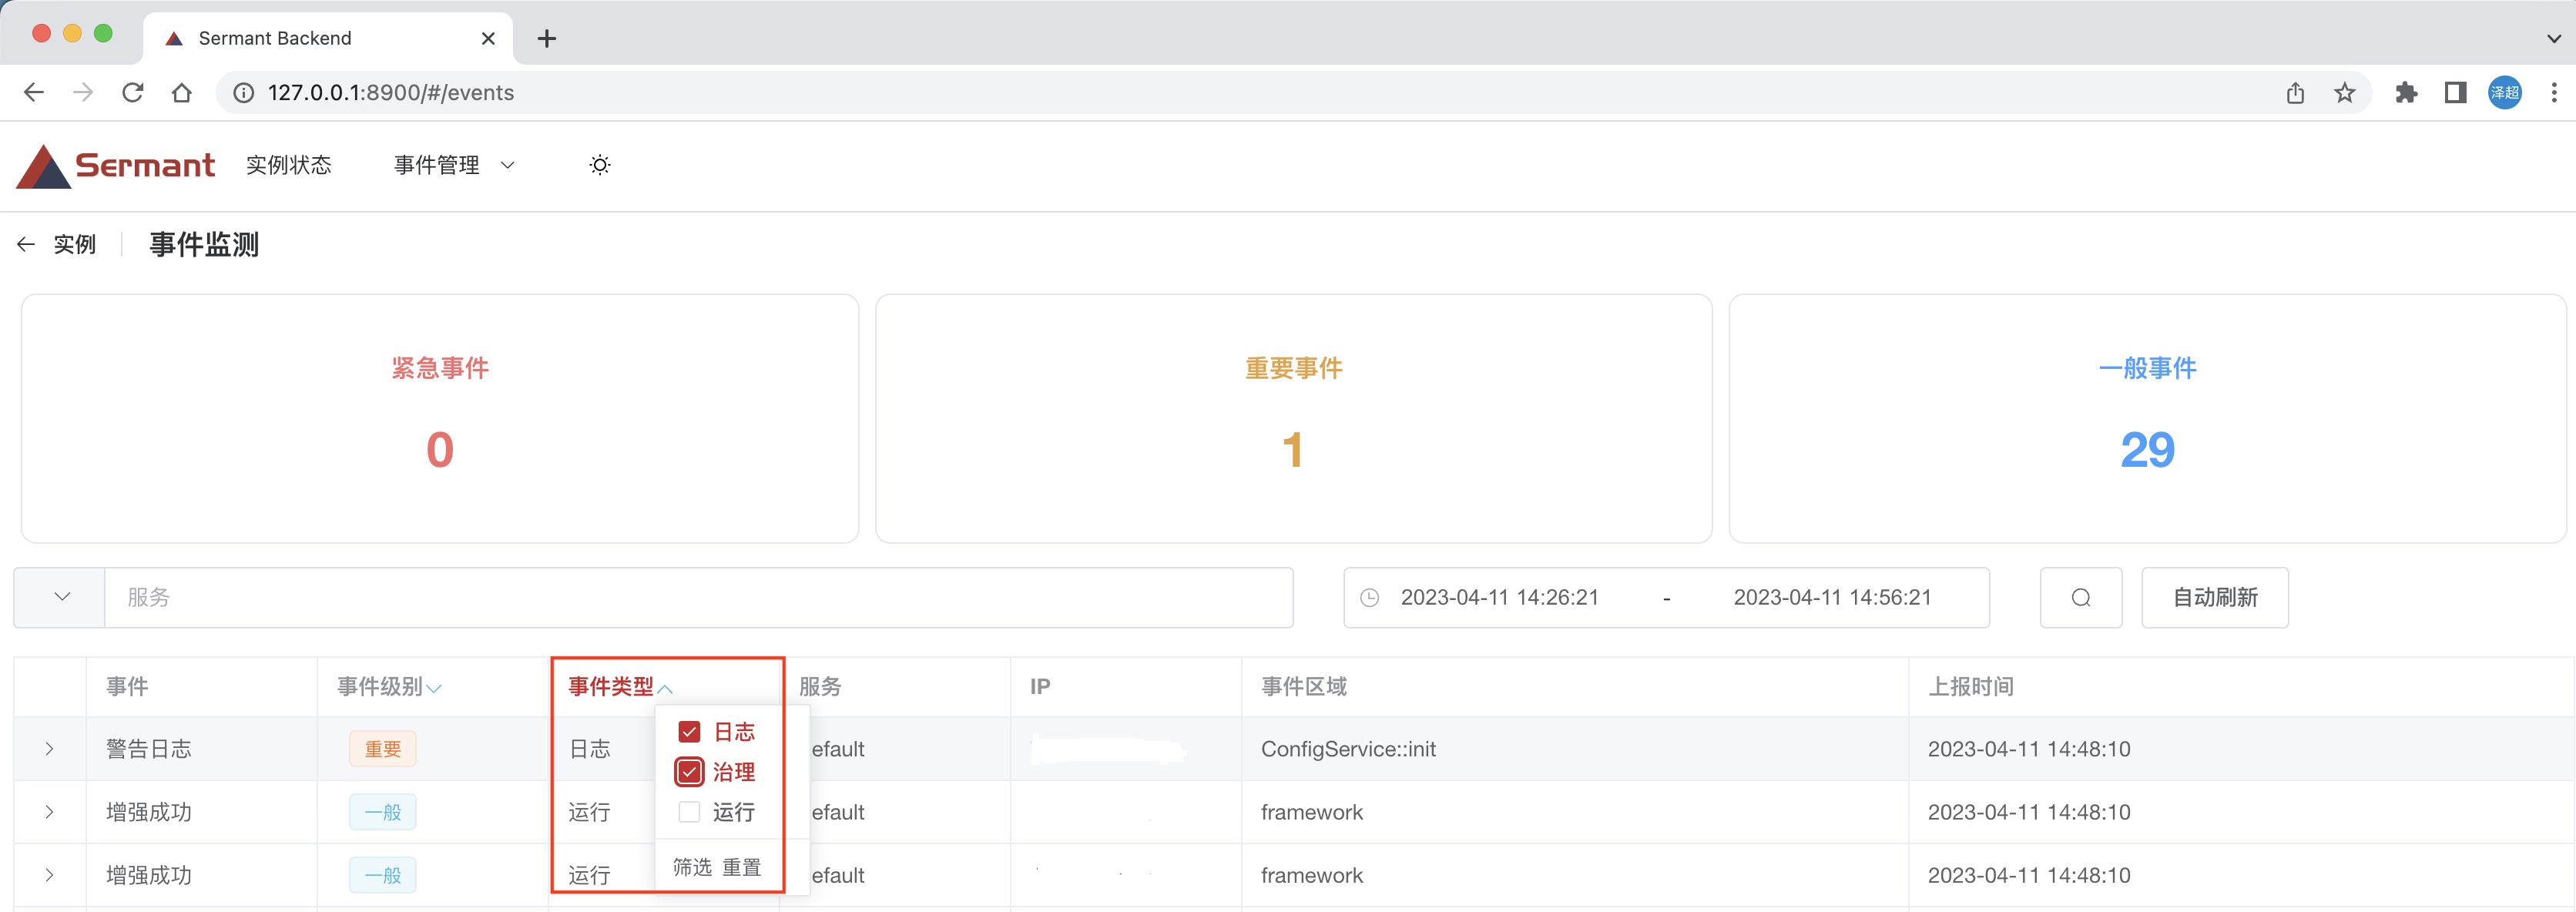 Sermant Backend
127.0.0.1:8900/#/events
泽超
Sermant 实例状态 事件管理
实例 事件监测
紧急事件 重要事件 一般事件
0 1 29
服务 2023-04-11 14:26:21 - 2023-04-11 14:56:21 自动刷新
事件 事件级别 事件类型 服务 IP 事件区域 上报时间
警告日志 重要 日志 efault ConfigService::init 2023-04-11 14:48:10
增强成功 一般 运行 efault framework 2023-04-11 14:48:10
增强成功 一般 运行 efault framework 2023-04-11 14:48:10
日志
治理
运行
筛选 重置